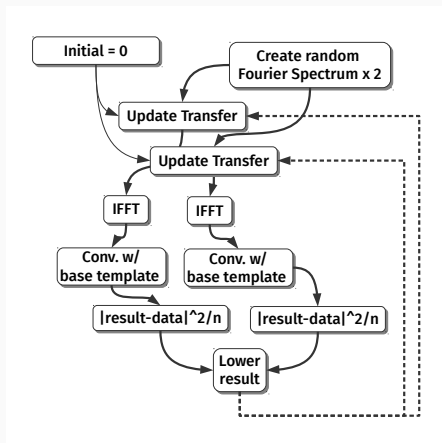 Initial = 0
Create random
Fourier Spectrum x 2
Update Transfer
Update Transfer
IFFT
IFFT
Conv. w/
base template
Conv. w/
base template
|result-data|^2/n
|result-data|^2/n
Lower
result